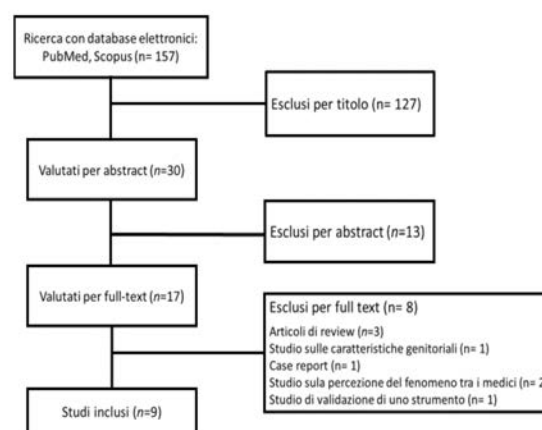 Ricerca con database elettronici:
PubMed, Scopus (n= 157)
Esclusi per titolo (n= 127)
Valutati per abstract (n=30)
Esclusi per abstract (n=13)
Valutati per full-text (n=17)
Esclusi per full text (n= 8)
Articoli di review (n=3)
Studio sulle caratteristiche genitoriali (n= 1)
Case report (n= 1)
Studio sula percezione del fenomeno tra i medici (n= 2
Studio di validazione di uno strumento (n= 1)
Studi inclusi (n=9)